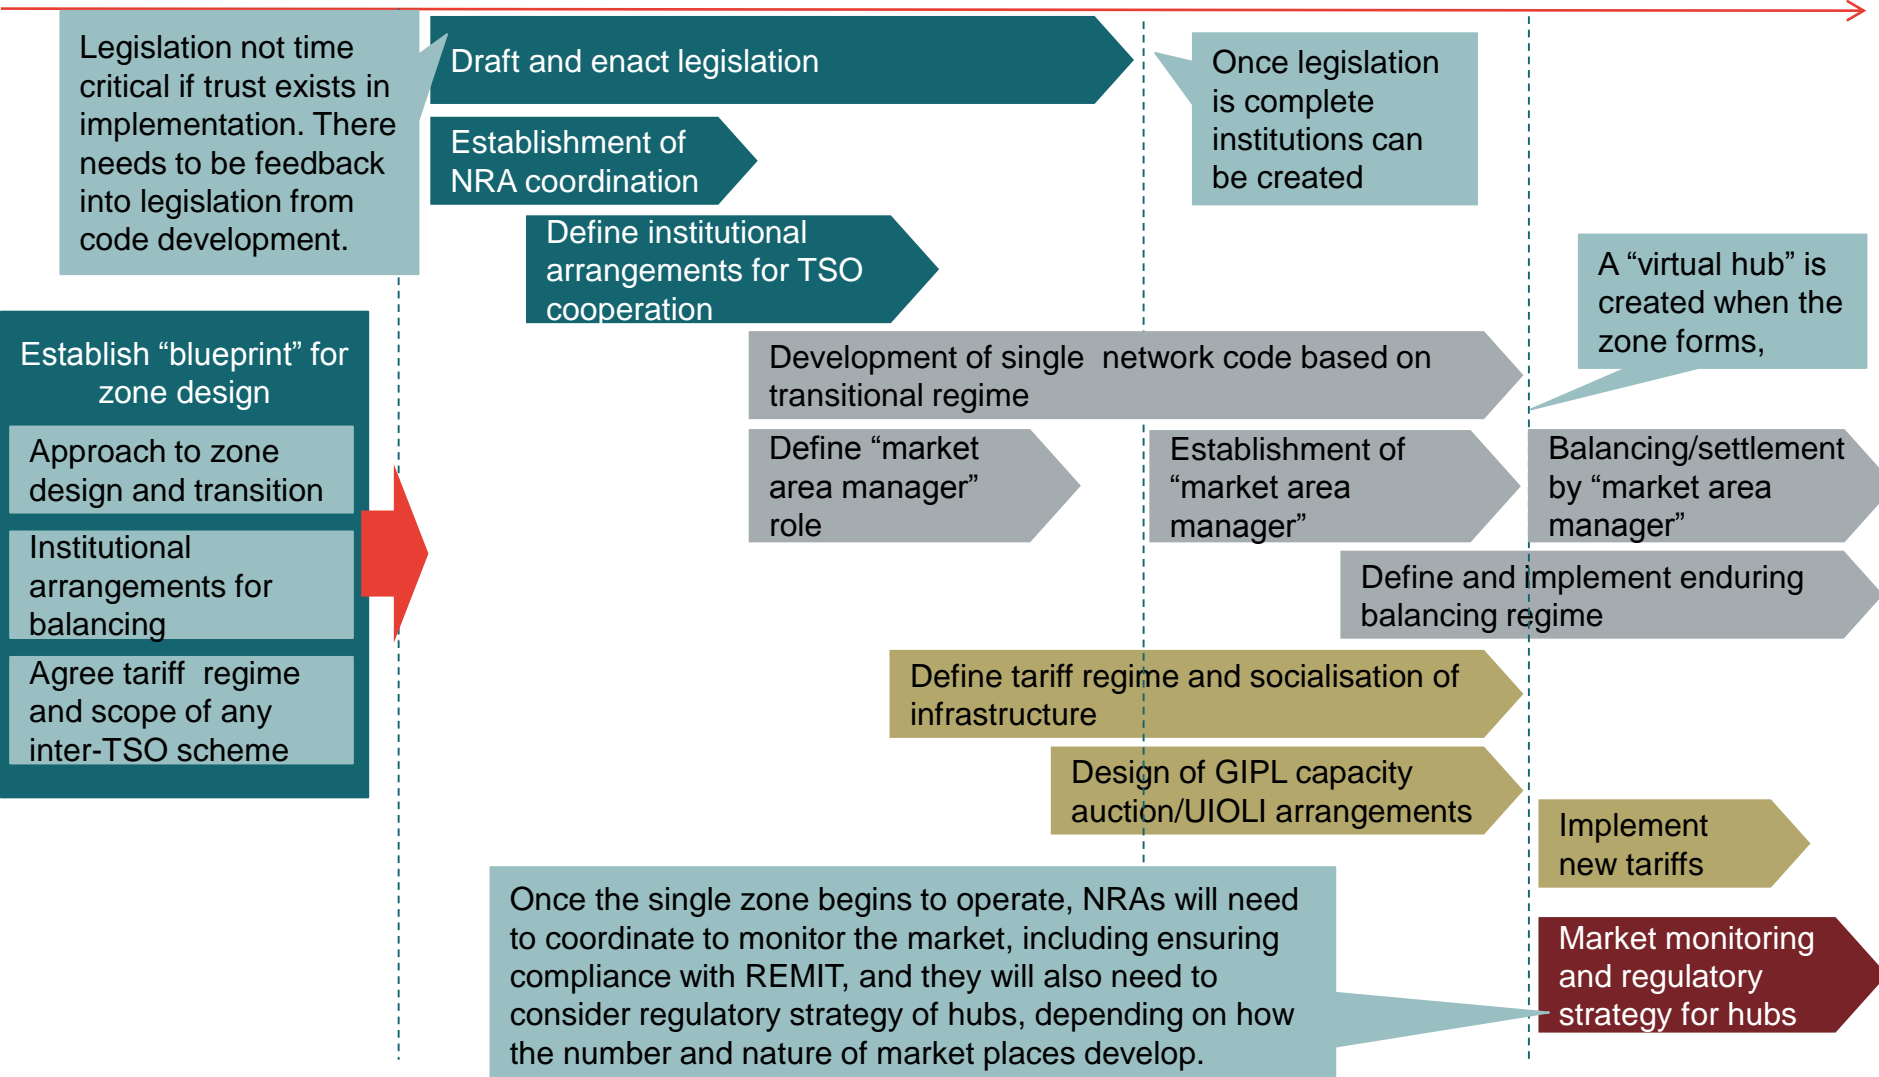 Legislation not time
critical if trust exists in
implementation. There
needs to be feedback
into legislation from
code development.
Draft and enact legislation
Once legislation
is complete
institutions can
be created
Establishment of
NRA coordination
Define institutional
arrangements for TSO
cooperation
A “virtual hub” is
created when the
zone forms,
Establish “blueprint” for
zone design
Approach to zone
design and transition
Institutional
arrangements for
balancing
Agree tariff regime
and scope of any
inter-TSO scheme
Development of single network code based on
transitional regime
Define “market
area manager”
role
Establishment of
“market area
manager”
Balancing/settlement
by “market area
manager”
Define and implement enduring
balancing regime
Define tariff regime and socialisation of
infrastructure
Design of GIPL capacity
auction/UIOLI arrangements
Implement
new tariffs
Once the single zone begins to operate, NRAs will need
to coordinate to monitor the market, including ensuring
compliance with REMIT, and they will also need to
consider regulatory strategy of hubs, depending on how
the number and nature of market places develop.
Market monitoring
and regulatory
strategy for hubs